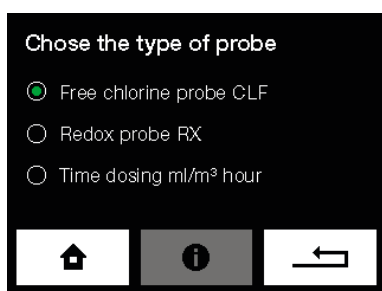 Chose the type of probe
Free chlorine probe CLF
Redox probe RX
Time dosing ml/m³ hour